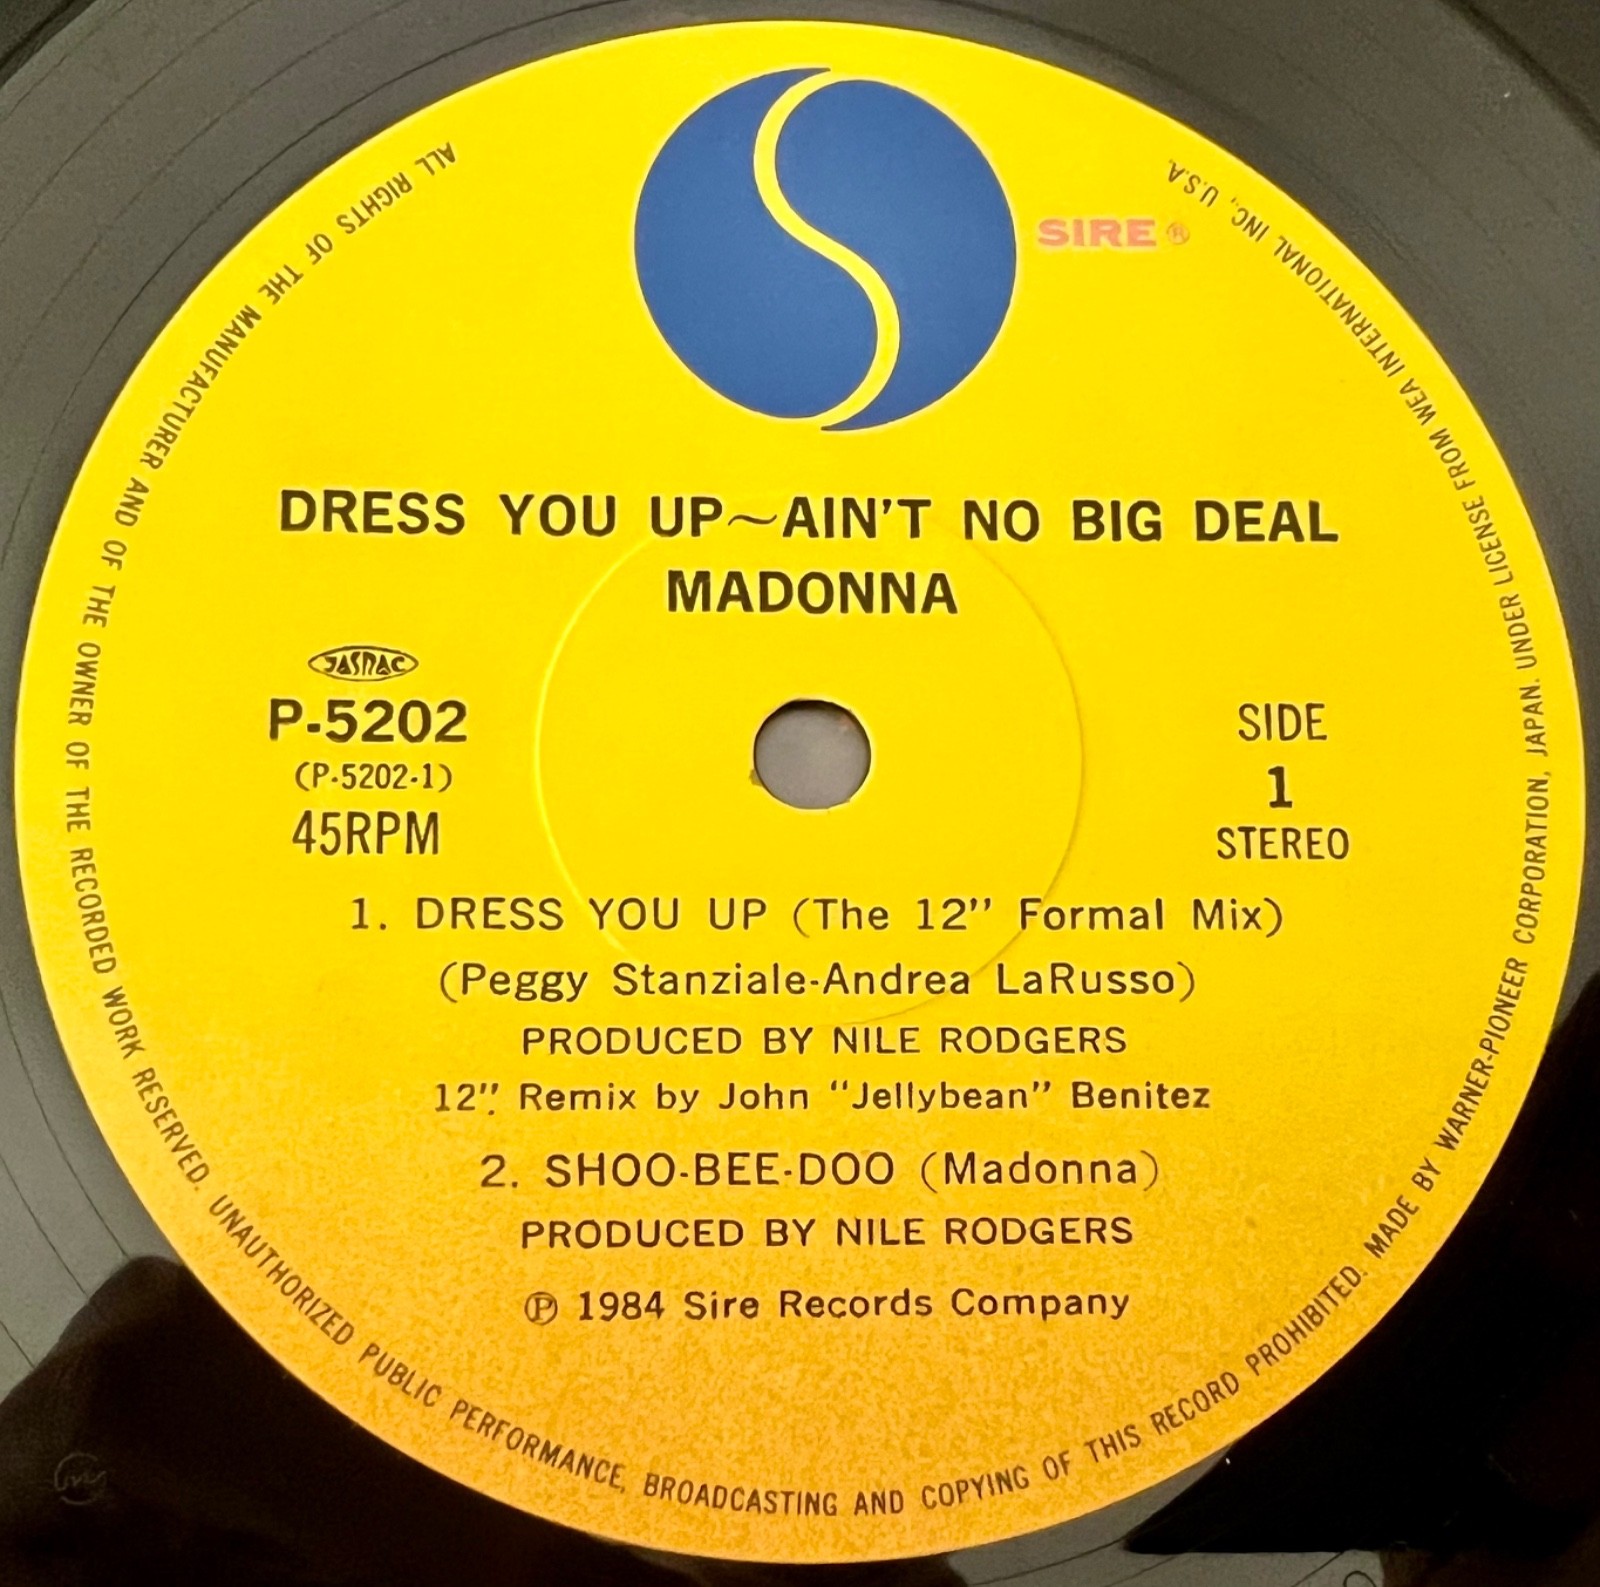 SIRE ®
DRESS YOU UP~AIN'T NO BIG DEAL
MADONNA
JASRAC
P-5202
(P-5202-1)
45RPM
SIDE
1
STEREO
1. DRESS YOU UP (The 12" Formal Mix)
(Peggy Stanziale-Andrea LaRusso)
PRODUCED BY NILE RODGERS
12". Remix by John "Jellybean" Benitez
2. SHOO-BEE-DOO (Madonna)
PRODUCED BY NILE RODGERS
Ⓟ 1984 Sire Records Company
ALL RIGHTS OF THE MANUFACTURER AND OF THE OWNER OF THE RECORDED WORK RESERVED. UNAUTHORIZED PUBLIC PERFORMANCE, BROADCASTING AND COPYING OF THIS RECORD PROHIBITED. MADE BY WARNER-PIONEER CORPORATION, JAPAN. UNDER LICENSE FROM WEA INTERNATIONAL INC., U.S.A.